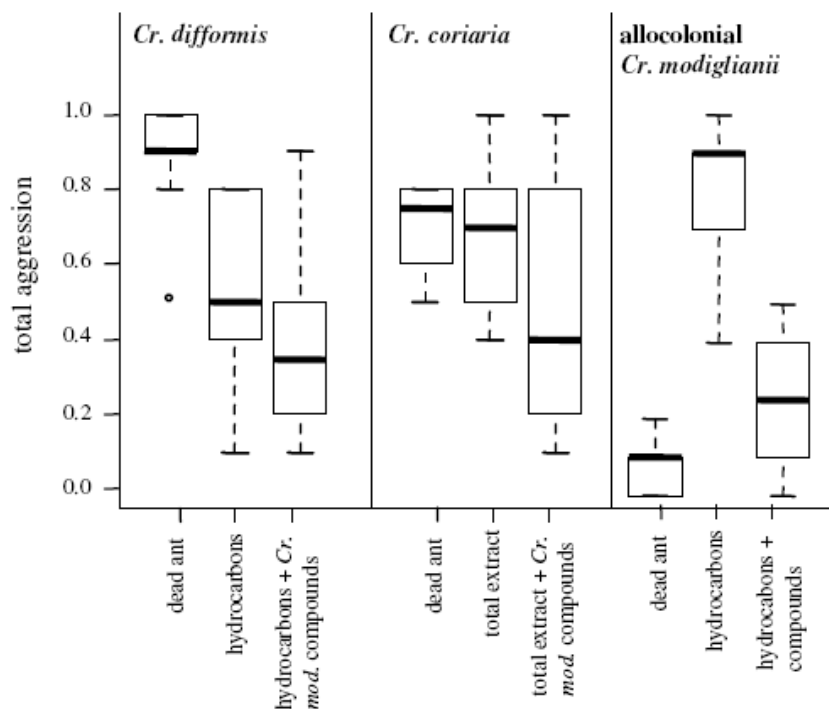 Cr. difformis
Cr. coriaria
allocolonial
Cr. modiglianii
total aggression
1.0
0.8
0.6
0.4
0.2
0.0
dead ant
hydrocarbons
hydrocarbons + Cr.
mod. compounds
dead ant
total extract
total extract + Cr.
mod. compounds
dead ant
hydrocarbons
hydrocabons +
compounds